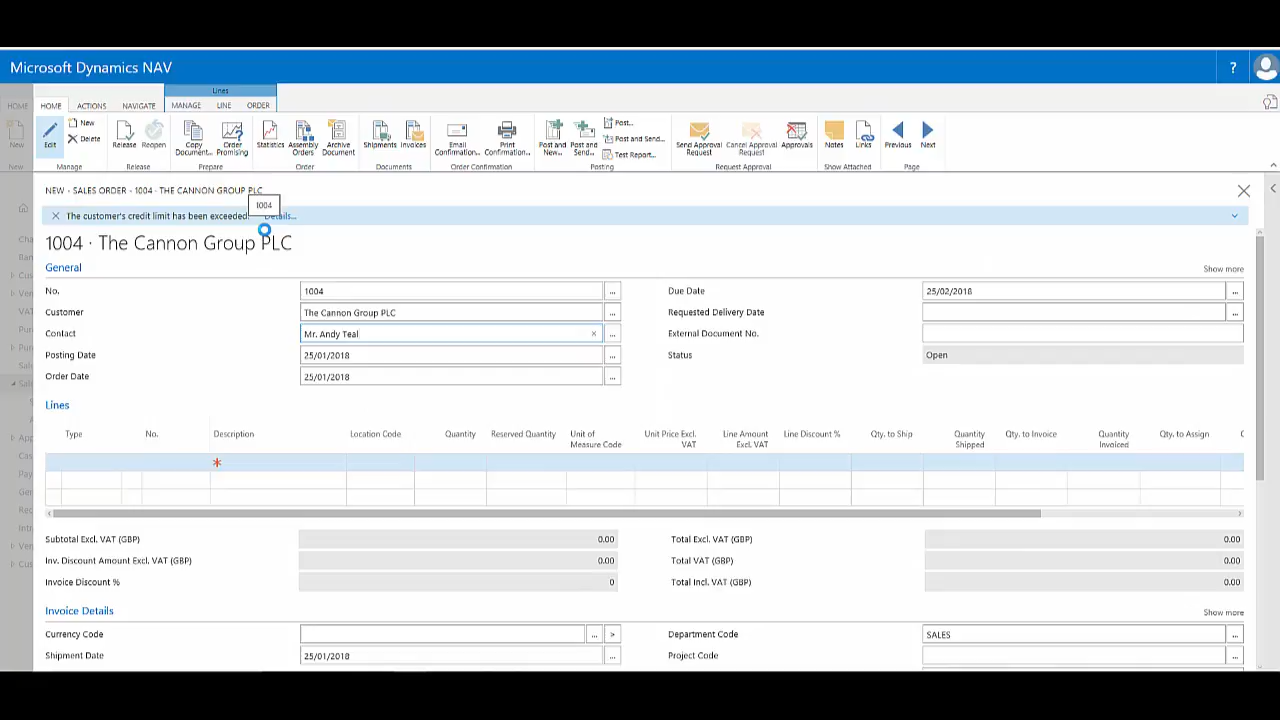 Microsoft Dynamics NAV
?
Lines
HOME
HOME ACTIONS NAVIGATE MANAGE LINE ORDER
New
Edit
New
Delete
Manage
Release Reopen
Release
Copy Document... Order Promising
Prepare
Statistics Assembly Orders Archive Document
Order
Shipments Invoices
Documents
Email Confirmation... Print Confirmation...
Order Confirmation
Post and New... Post and Send...
Post...
Post and Send...
Test Report...
Posting
Send Approval Request Cancel Approval Request Approvals
Request Approval
Notes Links
Show Attached
Previous Next
Page
NEW - SALES ORDER - 1004 · THE CANNON GROUP PLC
1004
The customer's credit limit has been exceeded. Details...
1004 · The Cannon Group PLC
General
Show more
No. 1004 ...
Due Date 25/02/2018 ...
Customer The Cannon Group PLC ...
Requested Delivery Date ...
Contact Mr. Andy Teal × ...
External Document No.
Posting Date 25/01/2018 ...
Status Open
Order Date 25/01/2018 ...
Lines
Type No. Description Location Code Quantity Reserved Quantity Unit of Measure Code Unit Price Excl. VAT Line Amount Excl. VAT Line Discount % Qty. to Ship Quantity Shipped Qty. to Invoice Quantity Invoiced Qty. to Assign
*
Subtotal Excl. VAT (GBP) 0.00
Total Excl. VAT (GBP) 0.00
Inv. Discount Amount Excl. VAT (GBP) 0.00
Total VAT (GBP) 0.00
Invoice Discount % 0
Total Incl. VAT (GBP) 0.00
Invoice Details
Show more
Currency Code ... >
Department Code SALES ...
Shipment Date 25/01/2018 ...
Project Code ...